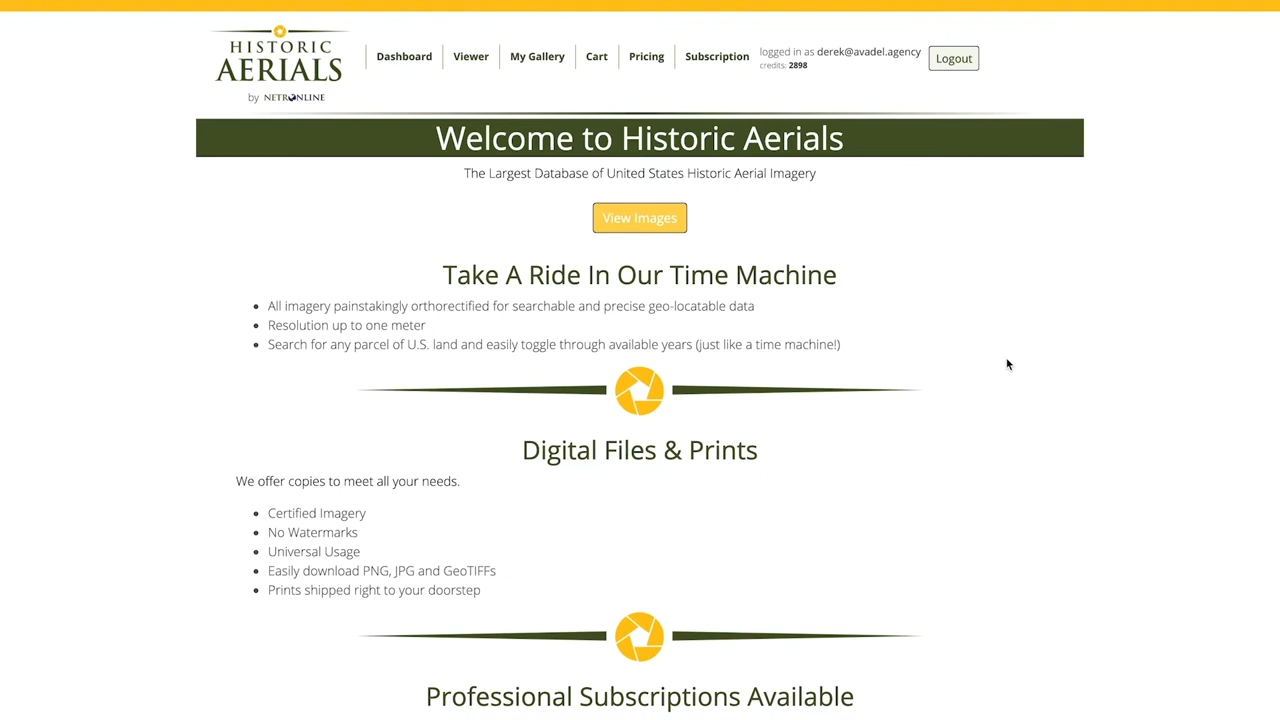 HISTORIC
AERIALS
by NETRONLINE
Dashboard
Viewer
My Gallery
Cart
Pricing
Subscription
logged in as derek@avadel.agency
credits: 2898
Logout
Welcome to Historic Aerials
The Largest Database of United States Historic Aerial Imagery
View Images
Take A Ride In Our Time Machine
All imagery painstakingly orthorectified for searchable and precise geo-locatable data
Resolution up to one meter
Search for any parcel of U.S. land and easily toggle through available years (just like a time machine!)
Digital Files & Prints
We offer copies to meet all your needs.
Certified Imagery
No Watermarks
Universal Usage
Easily download PNG, JPG and GeoTIFFs
Prints shipped right to your doorstep
Professional Subscriptions Available